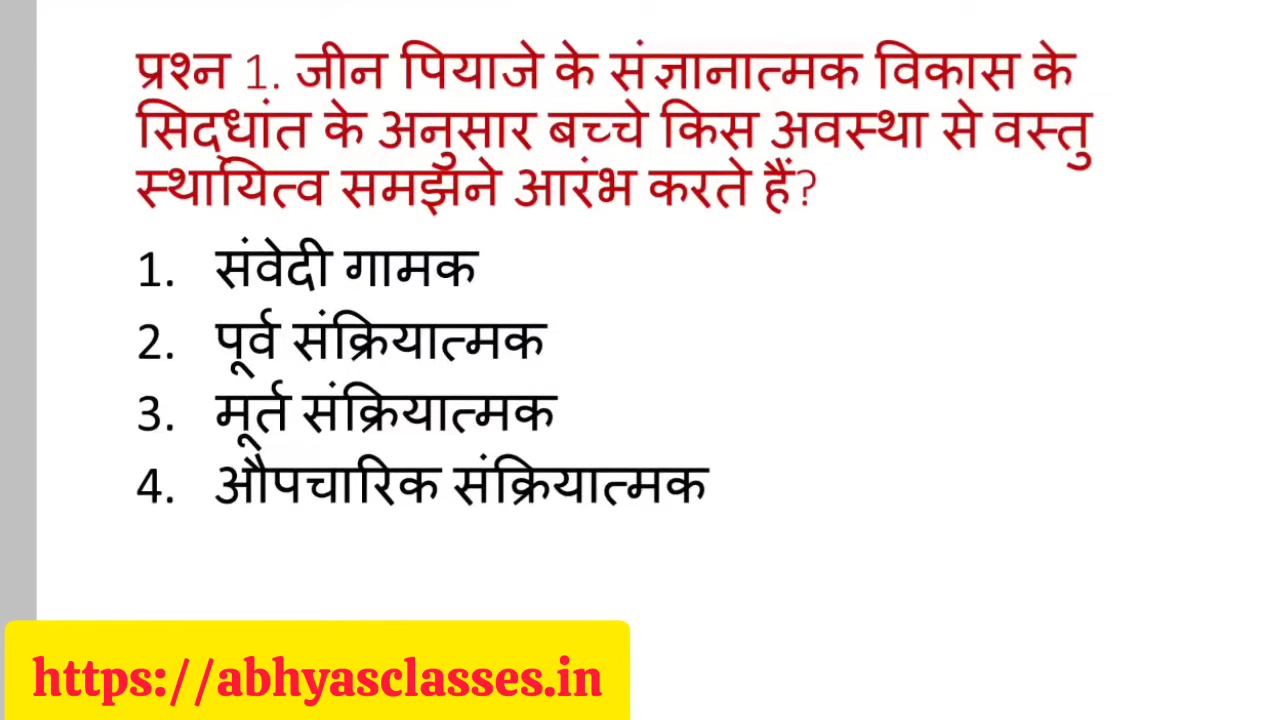 प्रश्न 1. जीन पियाजे के संज्ञानात्मक विकास के
सिद्धांत के अनुसार बच्चे किस अवस्था से वस्तु
स्थायित्व समझने आरंभ करते हैं?
1. संवेदी गामक
2. पूर्व संक्रियात्मक
3. मूर्त संक्रियात्मक
4. औपचारिक संक्रियात्मक
https://abhyasclasses.in